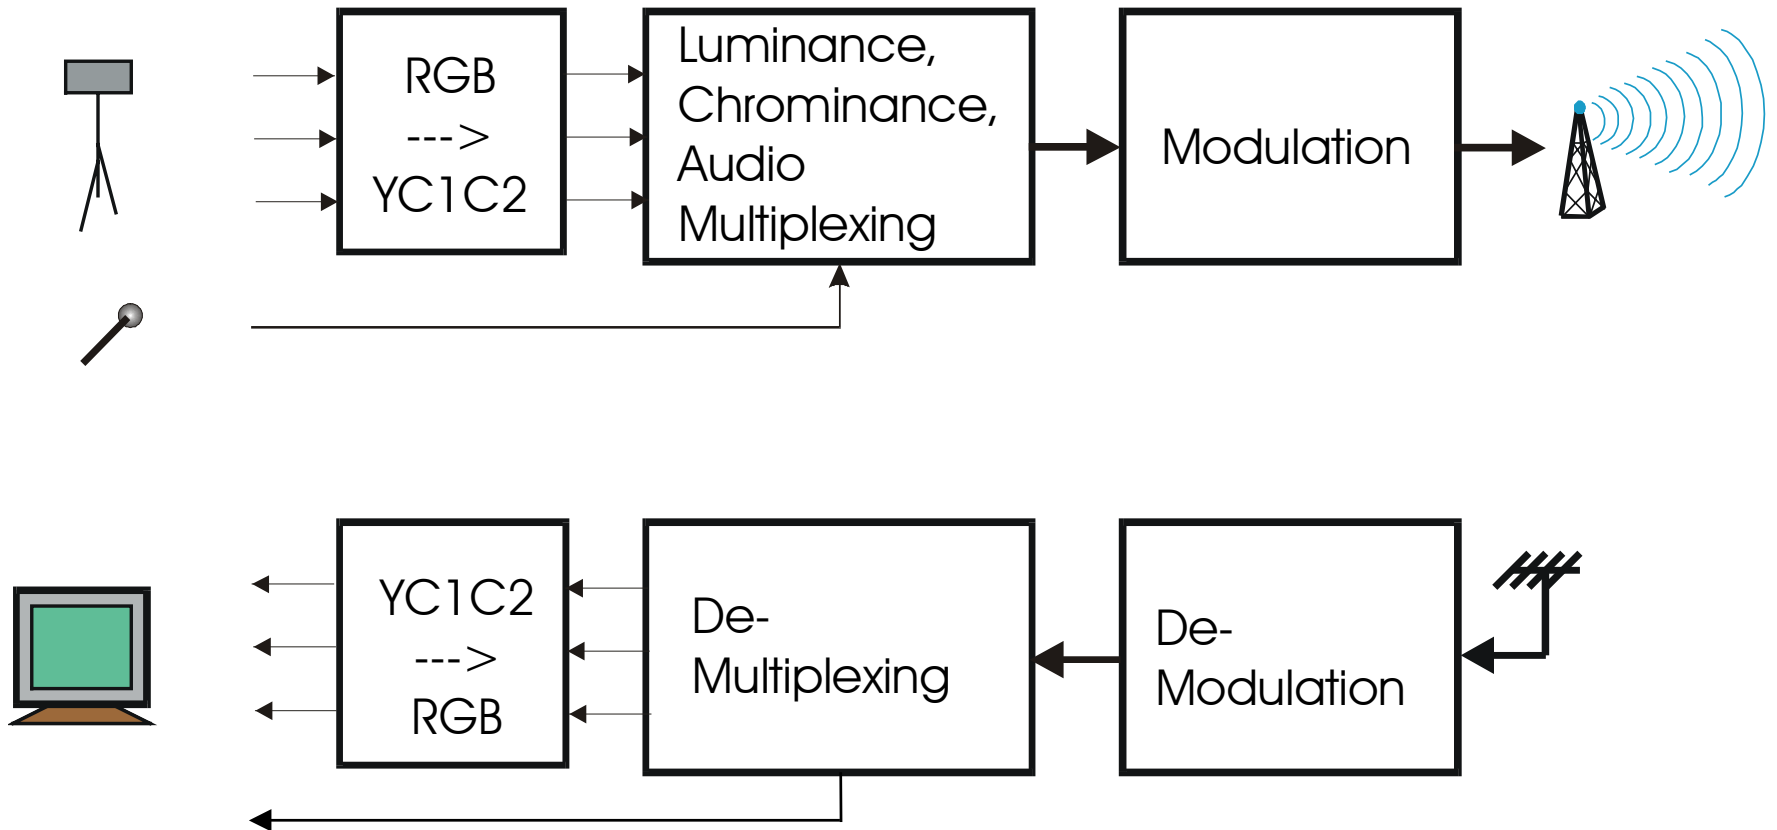 RGB
--->
YC1C2
Luminance,
Chrominance,
Audio
Multiplexing
Modulation
YC1C2
--->
RGB
De-
Multiplexing
De-
Modulation